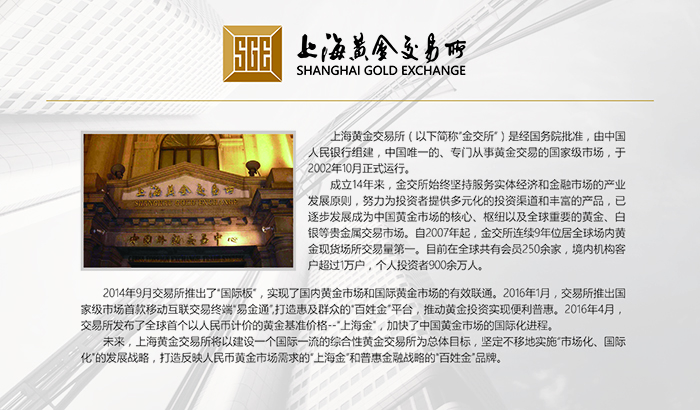 SGE
上海黄金交易所
SHANGHAI GOLD EXCHANGE
上海黄金交易所（以下简称“金交所”）是经国务院批准，由中国
人民银行组建，中国唯一的、专门从事黄金交易的国家级市场，于
2002年10月正式运行。
成立14年来，金交所始终坚持服务实体经济和金融市场的产业
发展原则，努力为投资者提供多元化的投资渠道和丰富的产品，已
逐步发展成为中国黄金市场的核心、枢纽以及全球重要的黄金、白
银等贵金属交易市场。自2007年起，金交所连续9年位居全球场内黄
金现货场所交易量第一。目前在全球共有会员250余家，境内机构客
户超过1万户，个人投资者900余万人。
上海黄金交易所
SHANGHAI GOLD EXCHANGE
中国外汇交易中心
2014年9月交易所推出了“国际板”，实现了国内黄金市场和国际黄金市场的有效联通。2016年1月，交易所推出国
家级市场首款移动互联交易终端“易金通”,打造惠及群众的“百姓金”平台，推动黄金投资实现便利普惠。2016年4月，
交易所发布了全球首个以人民币计价的黄金基准价格--“上海金”，加快了中国黄金市场的国际化进程。
未来，上海黄金交易所将以建设一个国际一流的综合性黄金交易所为总体目标，坚定不移地实施“市场化、国际
化”的发展战略，打造反映人民币黄金市场需求的“上海金”和普惠金融战略的“百姓金”品牌。